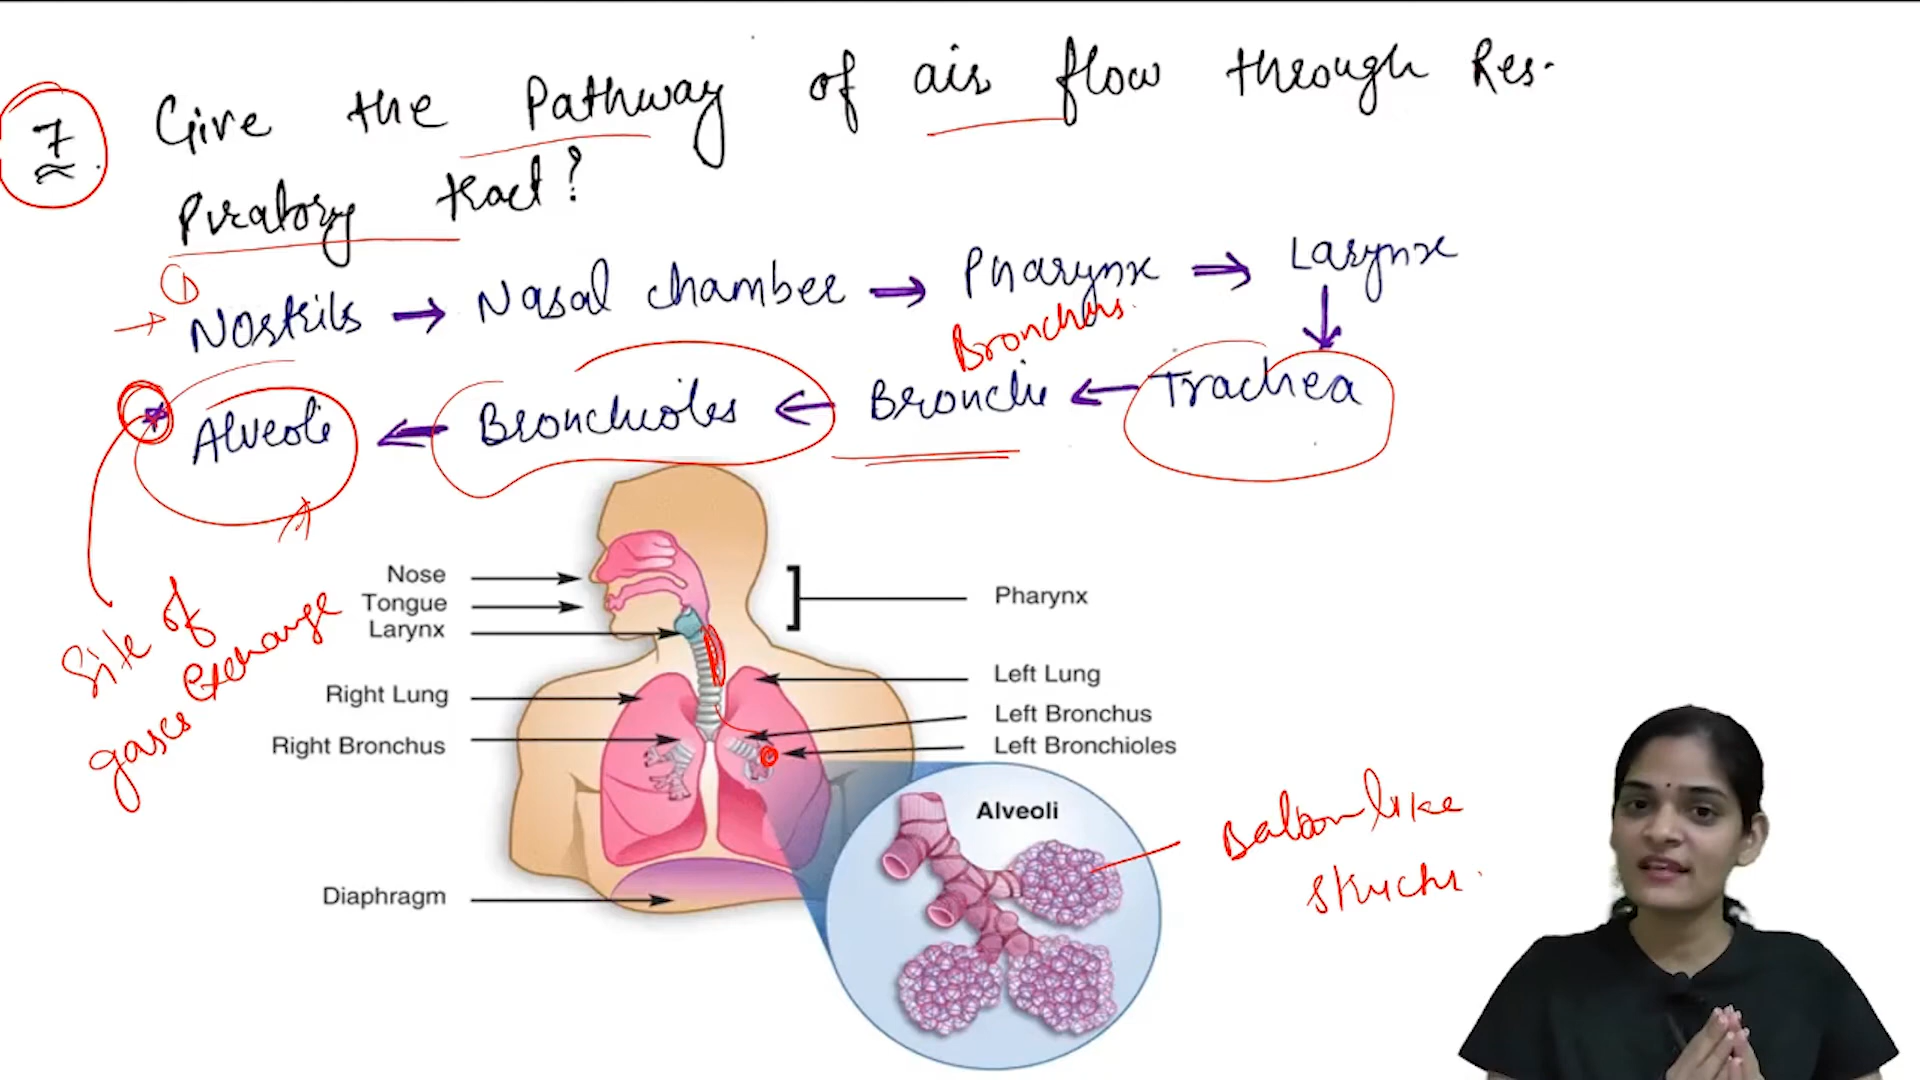 7
Give the Pathway of air flow through Res-
Piratory tract?
1
Nostrils → Nasal chamber → Pharynx ⇒ Larynx
Bronchus.
Alveoli ← Bronchioles ← Bronchi ← Trachea
Site of
gases Exchange
Nose
Tongue
Larynx
Pharynx
Right Lung
Left Lung
Left Bronchus
Right Bronchus
Left Bronchioles
Alveoli
Diaphragm
Balloon like